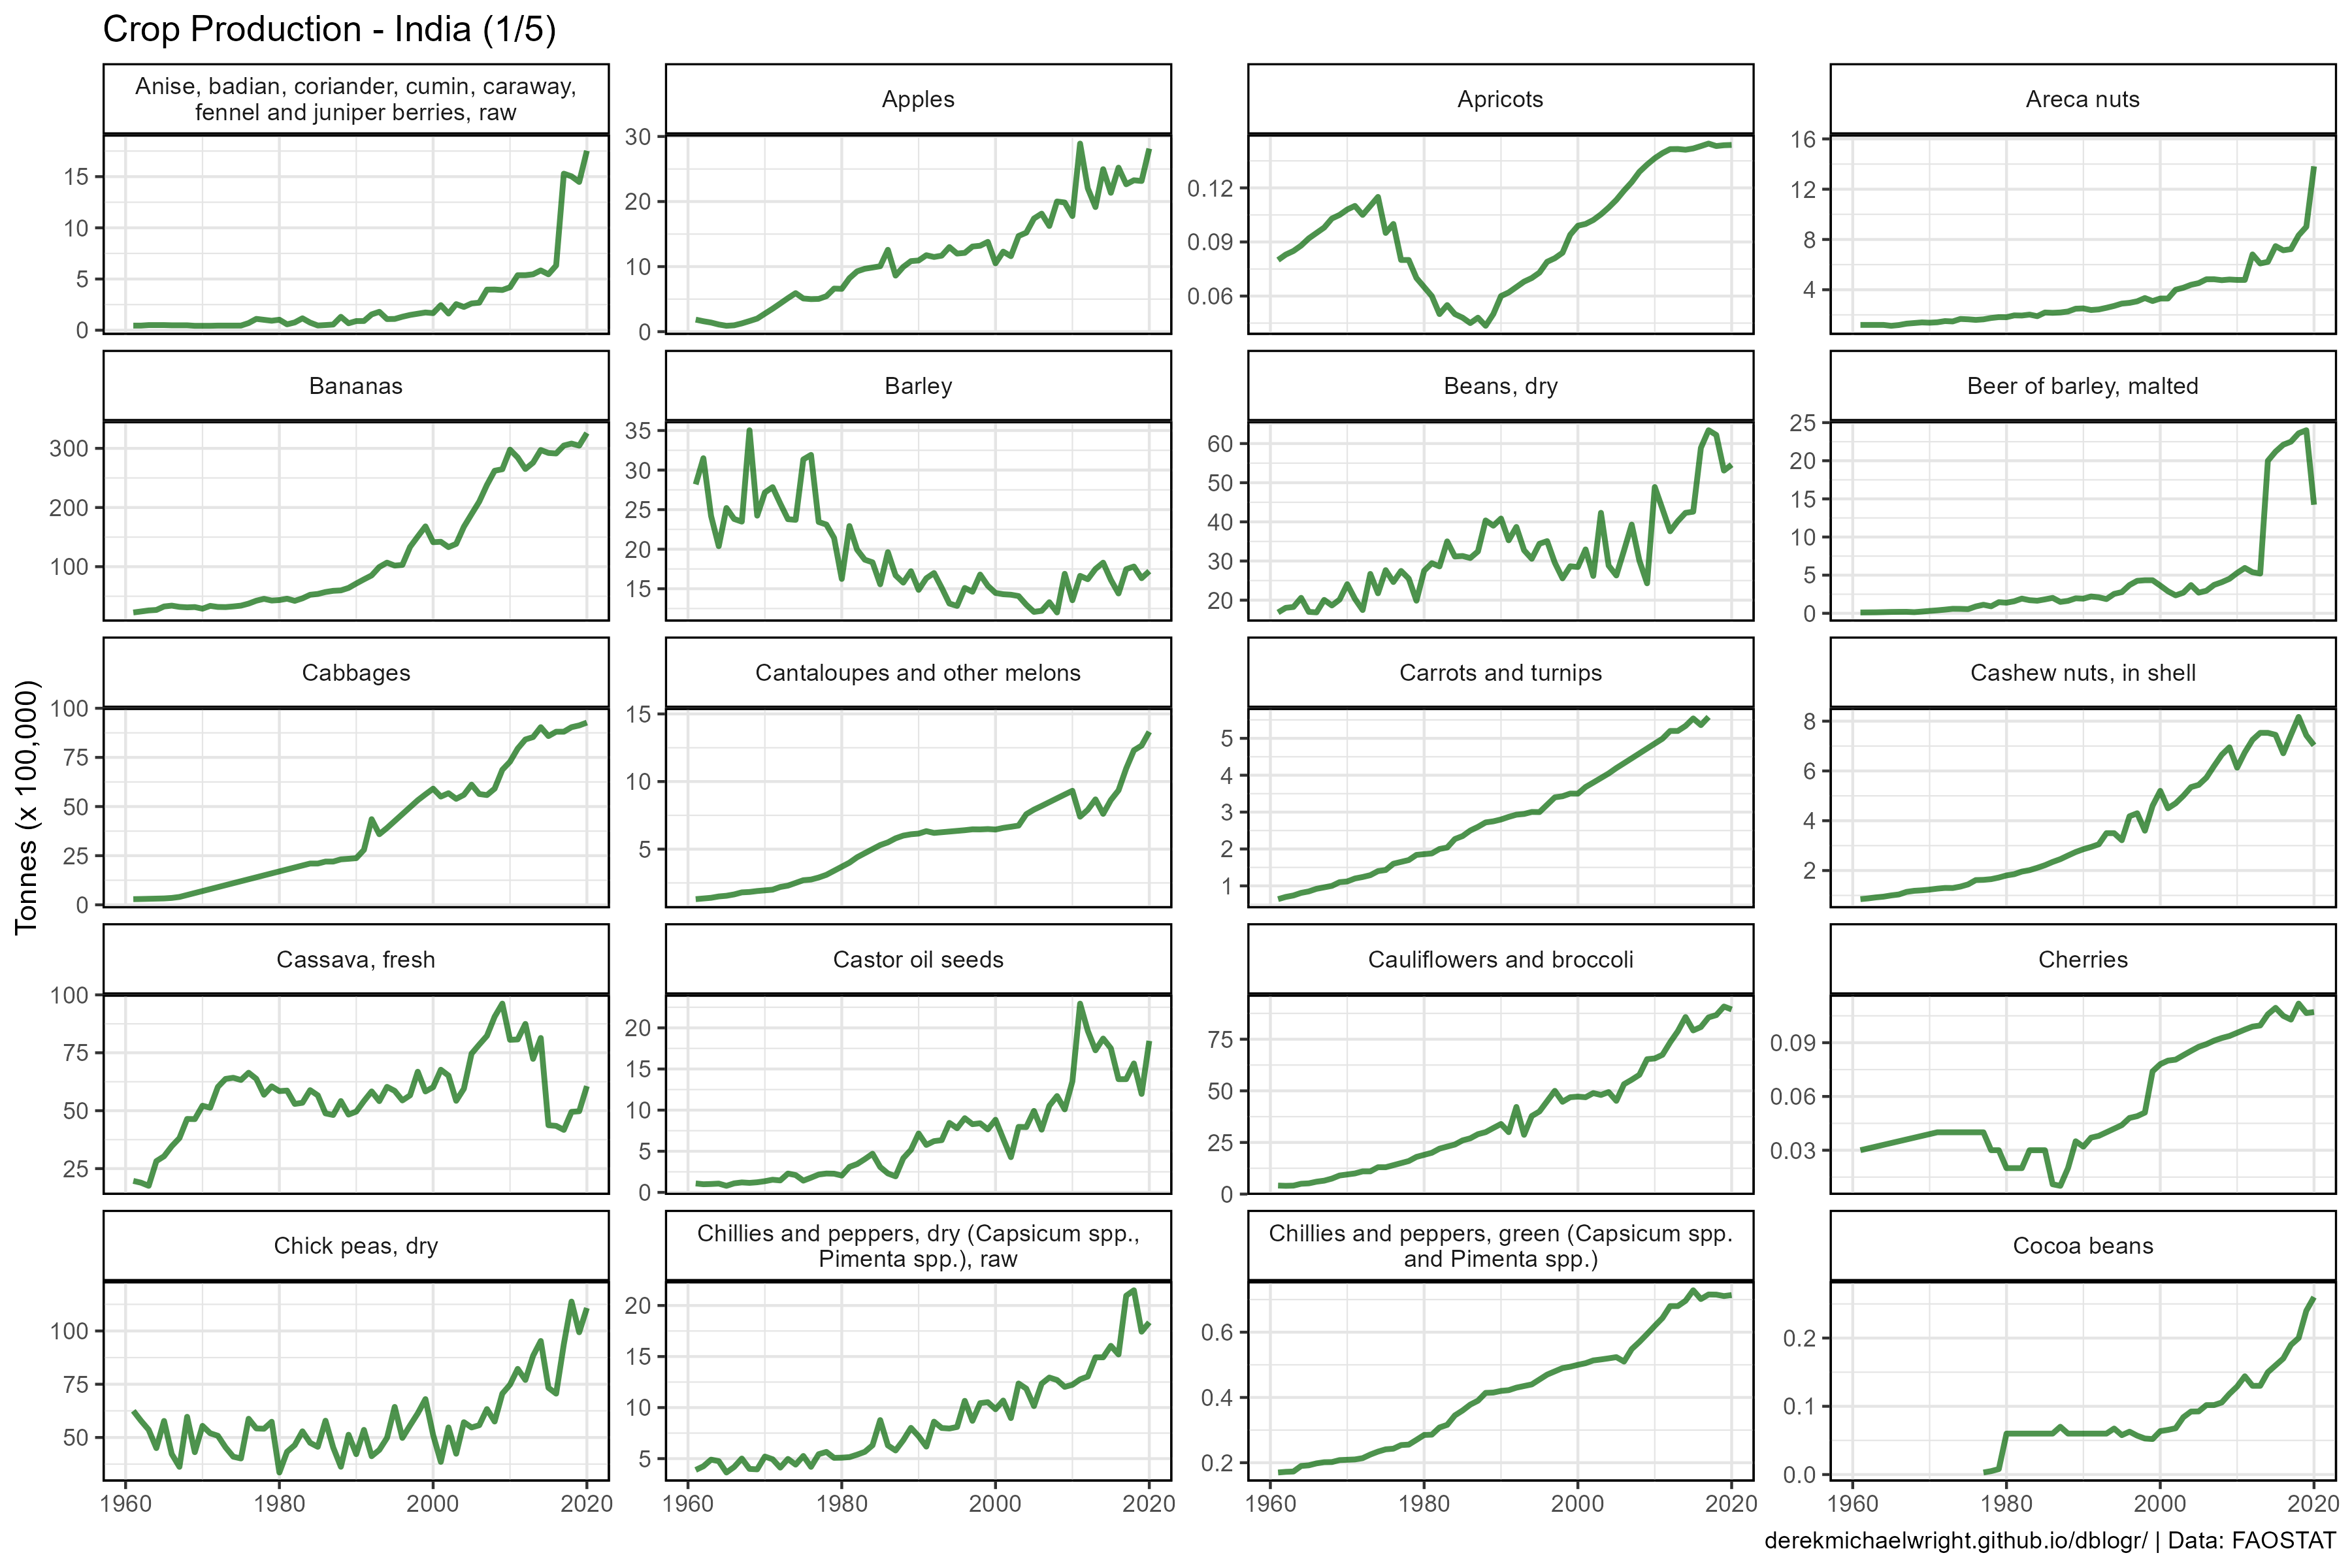 Crop Production - India (1/5)
Anise, badian, coriander, cumin, caraway,
fennel and juniper berries, raw
Apples
Apricots
Areca nuts
15
10
5
0
30
20
10
0
0.12
0.09
0.06
16
12
8
4
Bananas
Barley
Beans, dry
Beer of barley, malted
300
200
100
35
30
25
20
15
60
50
40
30
20
25
20
15
10
5
0
Cabbages
Cantaloupes and other melons
Carrots and turnips
Cashew nuts, in shell
100
75
50
25
0
15
10
5
5
4
3
2
1
8
6
4
2
Tonnes (x 100,000)
Cassava, fresh
Castor oil seeds
Cauliflowers and broccoli
Cherries
100
75
50
25
20
15
10
5
0
75
50
25
0
0.09
0.06
0.03
Chick peas, dry
Chillies and peppers, dry (Capsicum spp.,
Pimenta spp.), raw
Chillies and peppers, green (Capsicum spp.
and Pimenta spp.)
Cocoa beans
100
75
50
20
15
10
5
0.6
0.4
0.2
0.2
0.1
0.0
1960 1980 2000 2020
1960 1980 2000 2020
1960 1980 2000 2020
1960 1980 2000 2020
derekmichaelwright.github.io/dblogr/ | Data: FAOSTAT